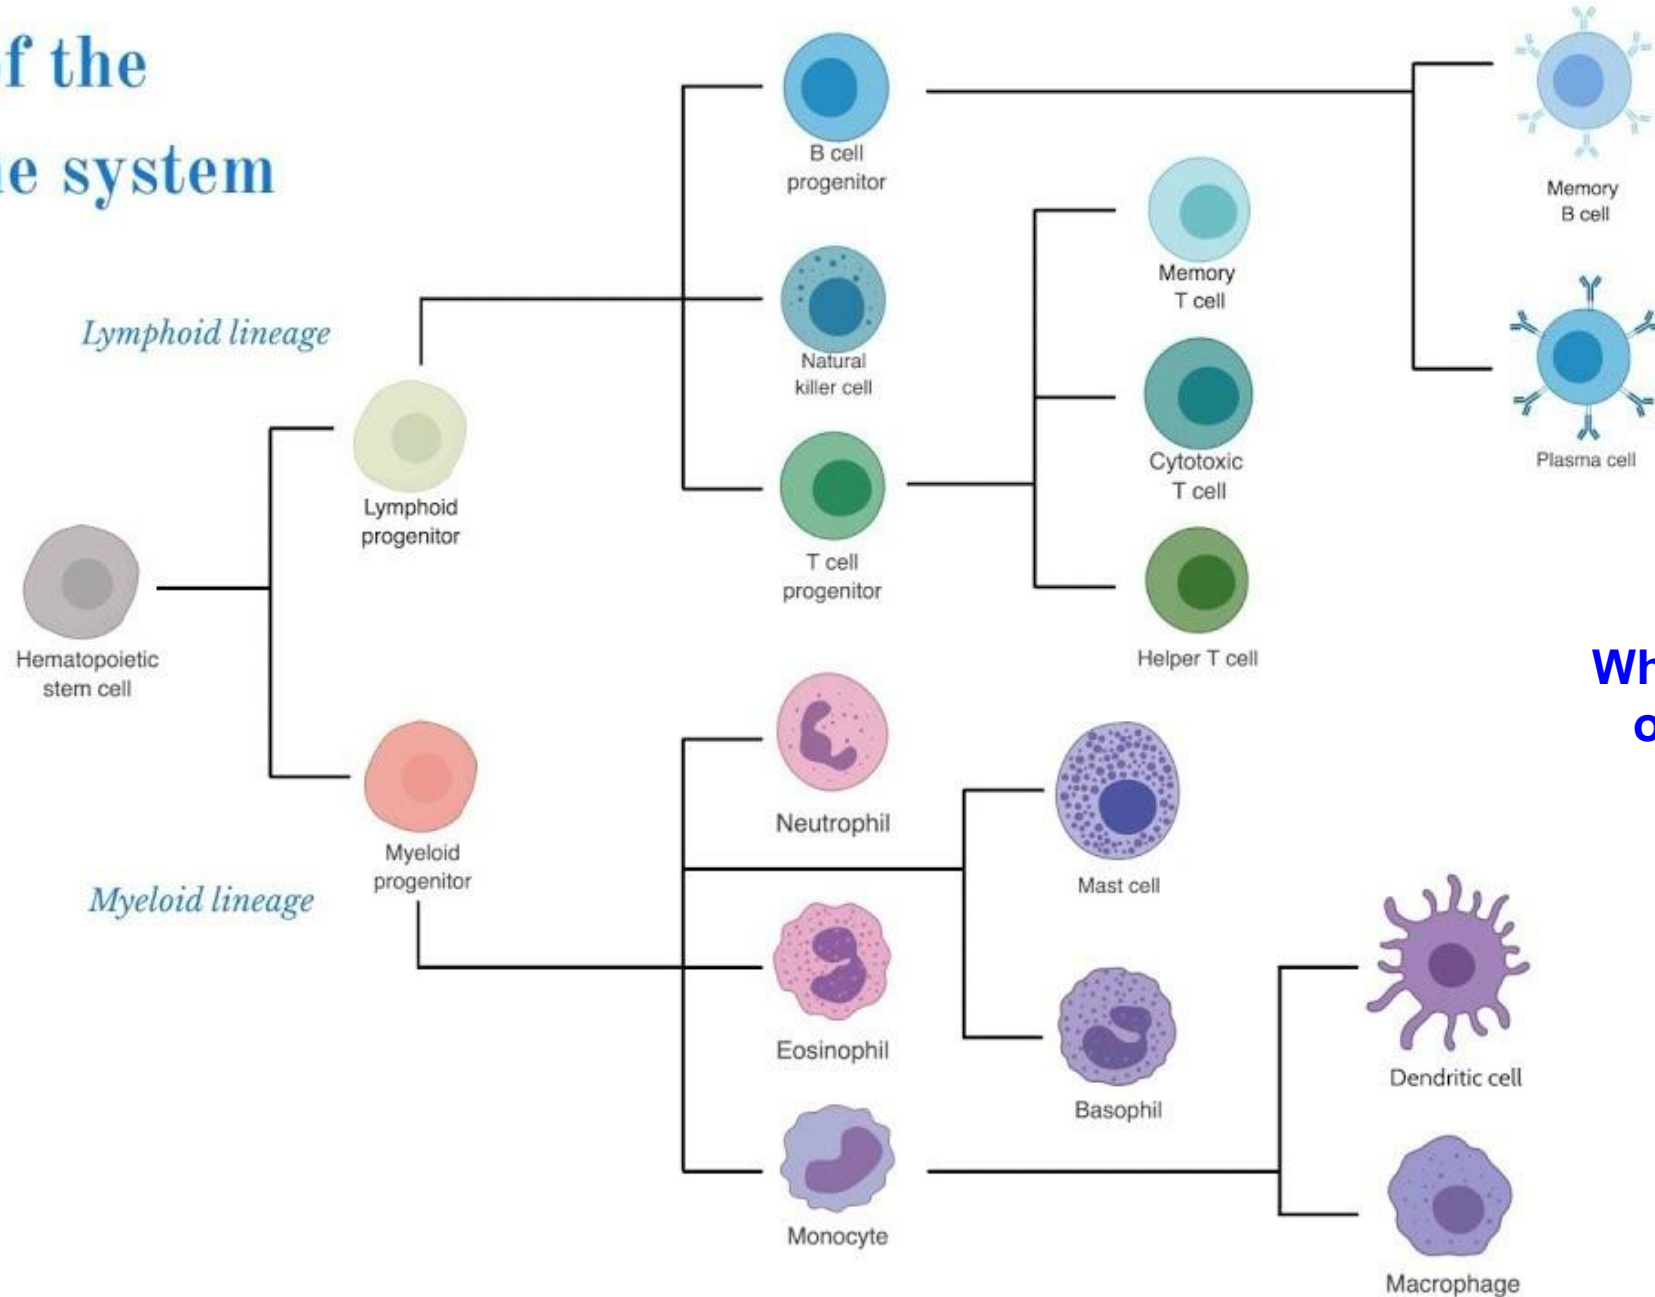 f the
e system
Lymphoid lineage
Hematopoietic
stem cell
Lymphoid
progenitor
Myeloid
progenitor
Myeloid lineage
B cell
progenitor
Natural
killer cell
T cell
progenitor
Memory
T cell
Cytotoxic
T cell
Helper T cell
Memory
B cell
Plasma cell
Neutrophil
Eosinophil
Monocyte
Mast cell
Basophil
Dendritic cell
Macrophage
Wh